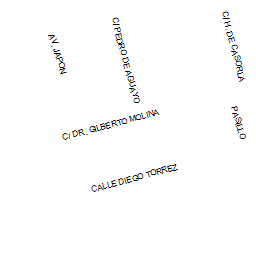 AV. JAPON
C/ PEDRO DE AGUAYO
C/ H. DE CASORLA
C/ DR. GILBERTO MOLINA
PASILLO
CALLE DIEGO TORREZ